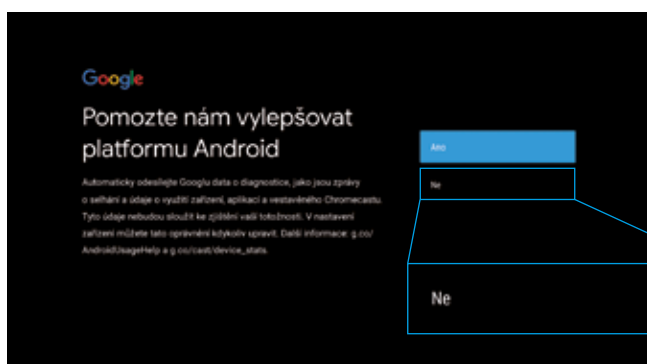 Google
Pomozte nám vylepšovat
platformu Android
Automaticky odesílejte Googlu data o diagnostice, jako jsou zprávy
o selhání a údaje o využití zařízení, aplikací a vestavěného Chromecastu.
Tyto údaje nebudou sloužit ke zjištění vaší totožnosti. V nastavení
zařízení můžete tato oprávnění kdykoliv upravit. Další informace: g.co/
AndroidUsageHelp a g.co/cast/device_stats.
Ano
Ne
Ne